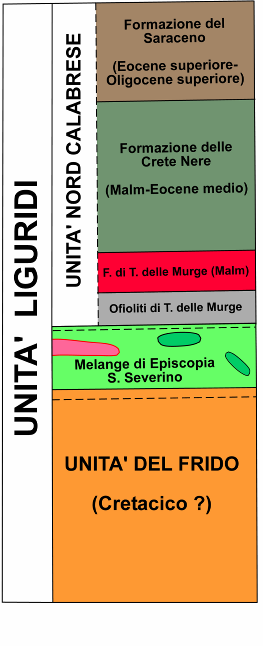 UNITA' LIGURIDI
UNITA' NORD CALABRESE
Formazione del
Saraceno
(Eocene superiore-
Oligocene superiore)
Formazione delle
Crete Nere
(Malm-Eocene medio)
F. di T. delle Murge (Malm)
Ofioliti di T. delle Murge
Melange di Episcopia
S. Severino
UNITA' DEL FRIDO
(Cretacico ?)